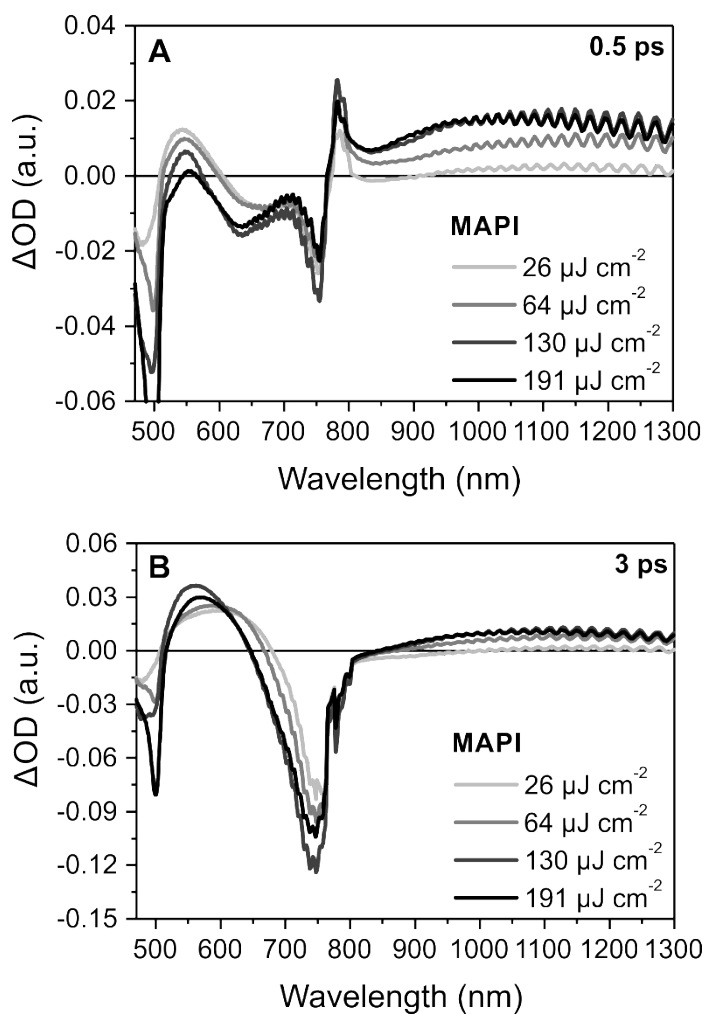 0.04
A
0.5 ps
0.02
0.00
-0.02
-0.04
-0.06
ΔOD (a.u.)
MAPI
26 µJ cm-2
64 µJ cm-2
130 µJ cm-2
191 µJ cm-2
500 600 700 800 900 1000 1100 1200 1300
Wavelength (nm)
0.06
B
3 ps
0.03
0.00
-0.03
-0.06
-0.09
-0.12
-0.15
ΔOD (a.u.)
MAPI
26 µJ cm-2
64 µJ cm-2
130 µJ cm-2
191 µJ cm-2
500 600 700 800 900 1000 1100 1200 1300
Wavelength (nm)